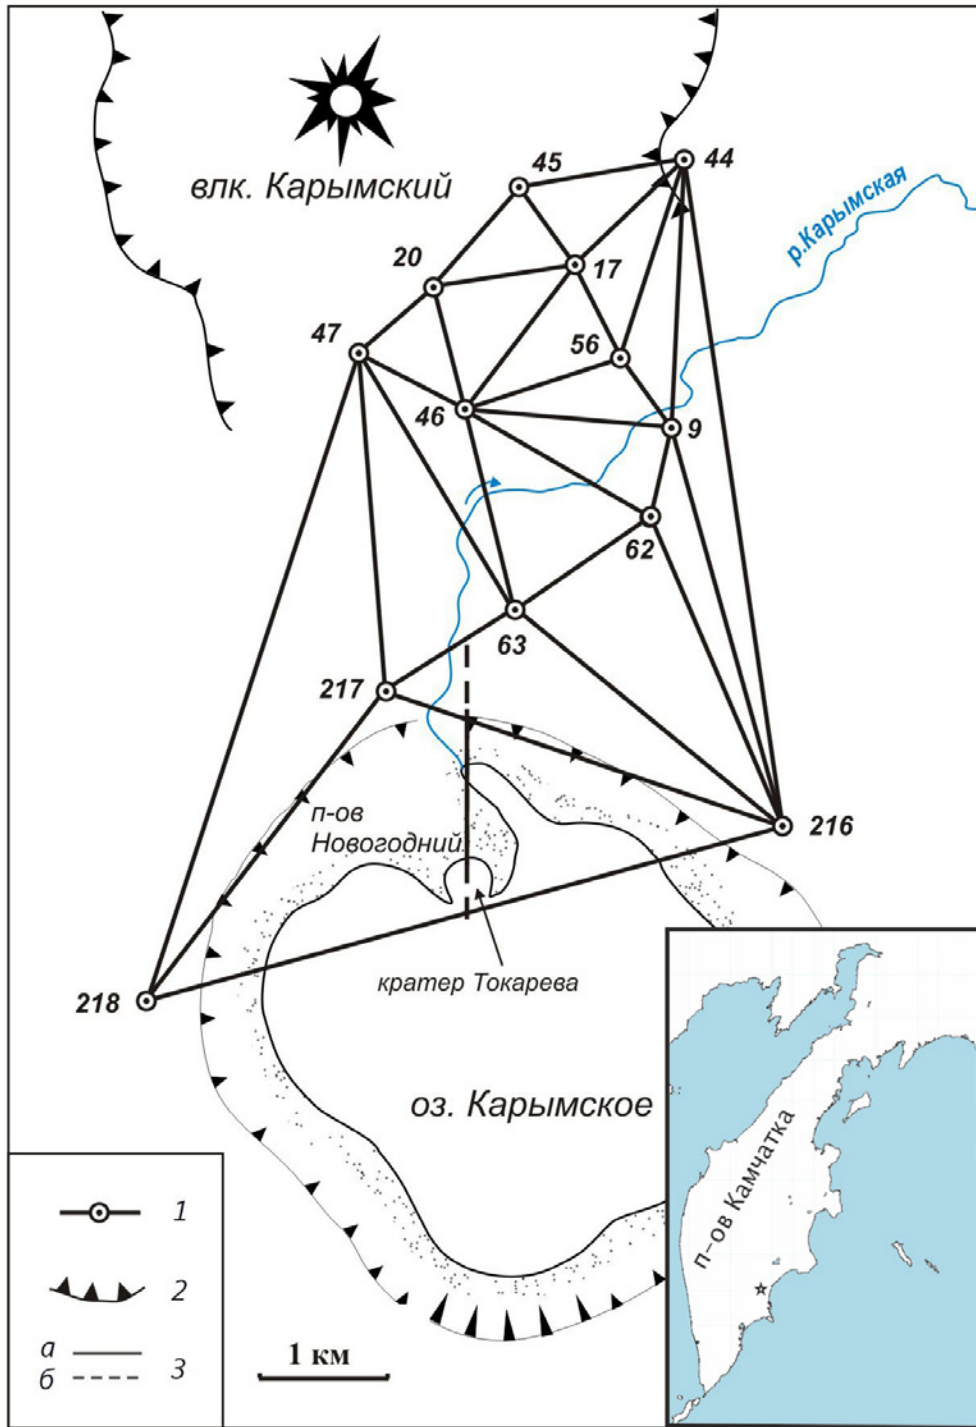 влк. Карымский
45
44
р.Карымская
20
17
47
56
46
9
62
63
217
п-ов
Новогодний
216
218
кратер Токарева
оз. Карымское
п-ов Камчатка
1
2
а
б
3
1 км